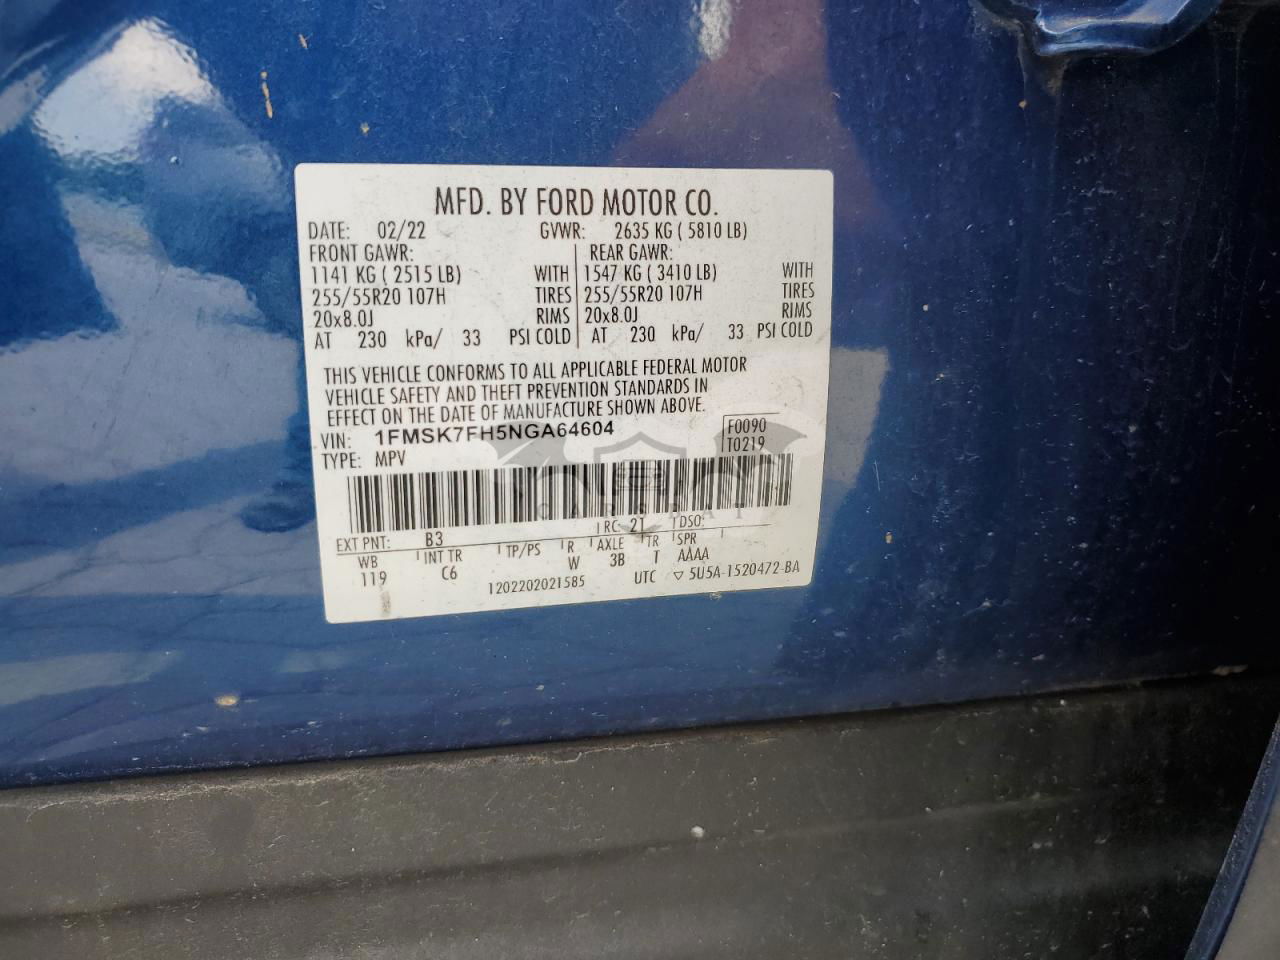 MFD. BY FORD MOTOR CO.
DATE: 02/22 GVWR: 2635 KG ( 5810 LB)
FRONT GAWR: REAR GAWR:
1141 KG ( 2515 LB) WITH 1547 KG ( 3410 LB) WITH
255/55R20 107H TIRES 255/55R20 107H TIRES
20x8.0J RIMS 20x8.0J RIMS
AT 230 kPa/ 33 PSI COLD AT 230 kPa/ 33 PSI COLD
THIS VEHICLE CONFORMS TO ALL APPLICABLE FEDERAL MOTOR
VEHICLE SAFETY AND THEFT PREVENTION STANDARDS IN
EFFECT ON THE DATE OF MANUFACTURE SHOWN ABOVE.
VIN: 1FMSK7FH5NGA64604 F0090
TYPE: MPV T0219
EXT PNT: B3 RC: 21 DSO:
WB INT TR TP/PS R AXLE TR SPR
119 C6 W 3B T AAAA
1202202021585 UTC ▽ 5U5A-1520472-BA